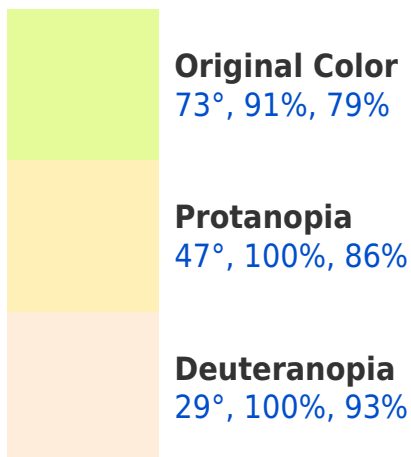 Original Color
73°, 91%, 79%
Protanopia
47°, 100%, 86%
Deuteranopia
29°, 100%, 93%